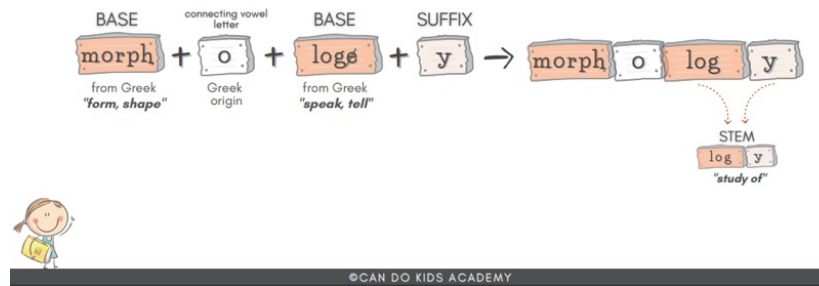 BASE
connecting vowel letter
BASE
SUFFIX
morph + o + loge + y → morph o log y
from Greek
"form, shape"
Greek
origin
from Greek
"speak, tell"
STEM
log y
"study of"
©CAN DO KIDS ACADEMY